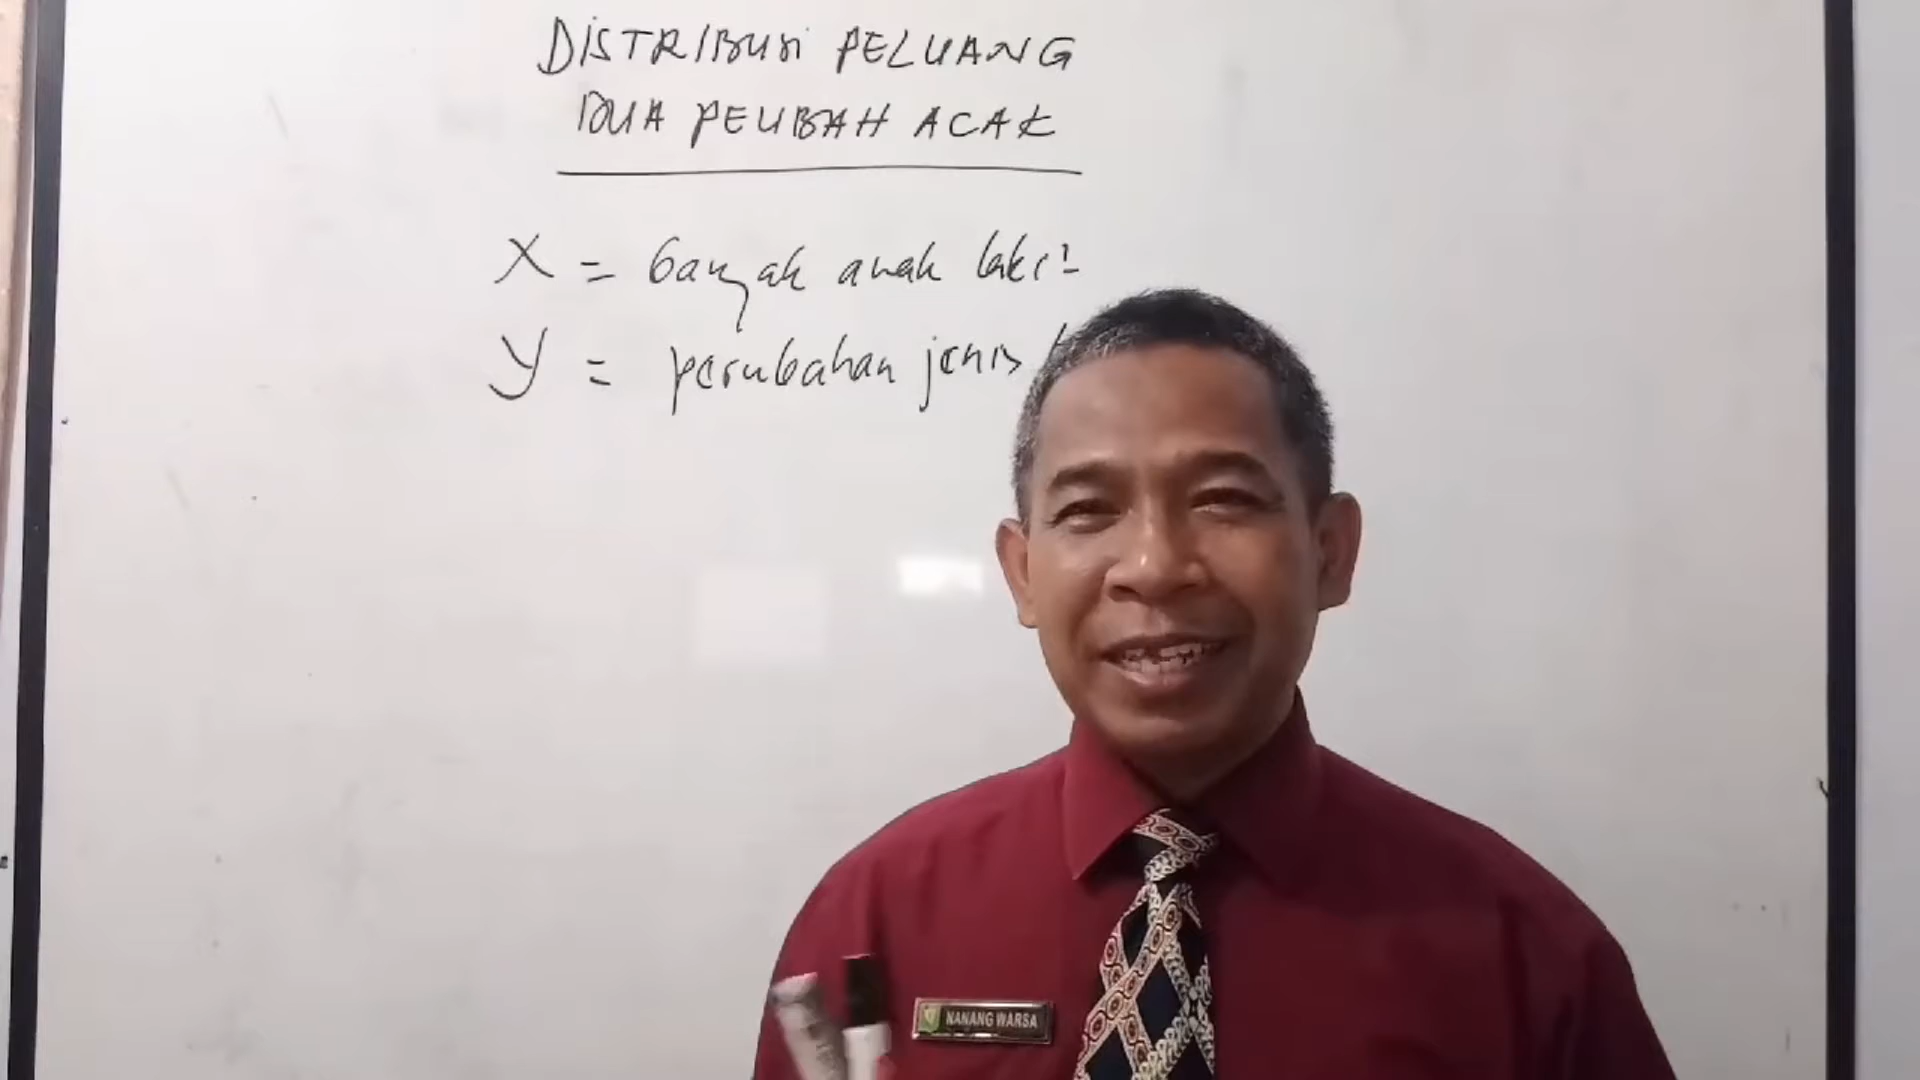 DISTRIBUSI PELUANG
DUA PEUBAH ACAK
X = banyak anak laki²
Y = perubahan jenis
NANANG WARSA